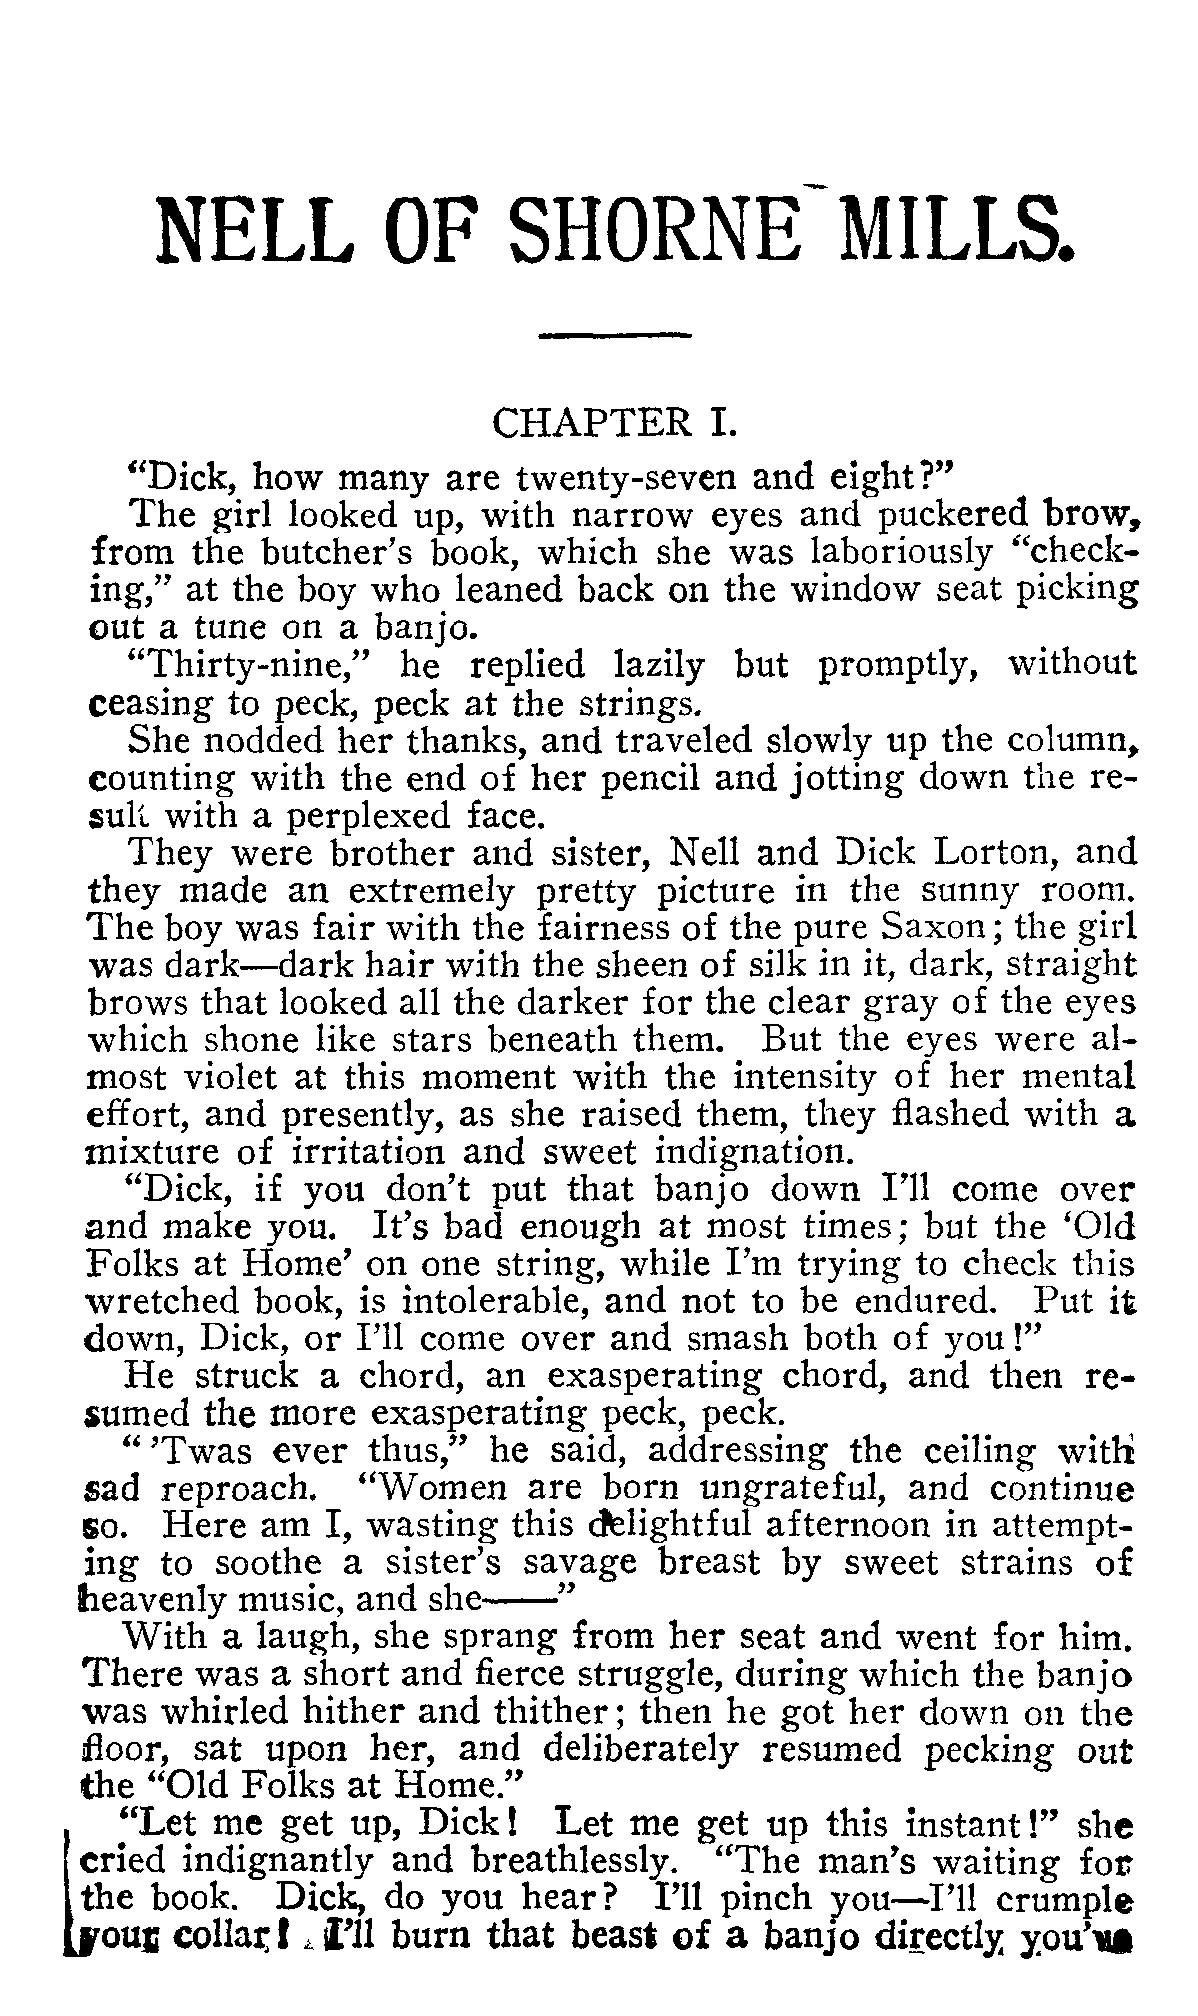 NELL OF SHORNE MILLS.
CHAPTER I.
“Dick, how many are twenty-seven and eight?”
The girl looked up, with narrow eyes and puckered brow,
from the butcher’s book, which she was laboriously “check-
ing,” at the boy who leaned back on the window seat picking
out a tune on a banjo.
“Thirty-nine,” he replied lazily but promptly, without
ceasing to peck, peck at the strings.
She nodded her thanks, and traveled slowly up the column,
counting with the end of her pencil and jotting down the re-
sult with a perplexed face.
They were brother and sister, Nell and Dick Lorton, and
they made an extremely pretty picture in the sunny room.
The boy was fair with the fairness of the pure Saxon; the girl
was dark—dark hair with the sheen of silk in it, dark, straight
brows that looked all the darker for the clear gray of the eyes
which shone like stars beneath them. But the eyes were al-
most violet at this moment with the intensity of her mental
effort, and presently, as she raised them, they flashed with a
mixture of irritation and sweet indignation.
“Dick, if you don’t put that banjo down I’ll come over
and make you. It’s bad enough at most times; but the ‘Old
Folks at Home’ on one string, while I’m trying to check this
wretched book, is intolerable, and not to be endured. Put it
down, Dick, or I’ll come over and smash both of you!”
He struck a chord, an exasperating chord, and then re-
sumed the more exasperating peck, peck.
“’Twas ever thus,” he said, addressing the ceiling with
sad reproach. “Women are born ungrateful, and continue
so. Here am I, wasting this delightful afternoon in attempt-
ing to soothe a sister’s savage breast by sweet strains of
heavenly music, and she——”
With a laugh, she sprang from her seat and went for him.
There was a short and fierce struggle, during which the banjo
was whirled hither and thither; then he got her down on the
floor, sat upon her, and deliberately resumed pecking out
the “Old Folks at Home.”
“Let me get up, Dick! Let me get up this instant!” she
cried indignantly and breathlessly. “The man’s waiting for
the book. Dick, do you hear? I’ll pinch you—I’ll crumple
your collar! I’ll burn that beast of a banjo directly you’ve